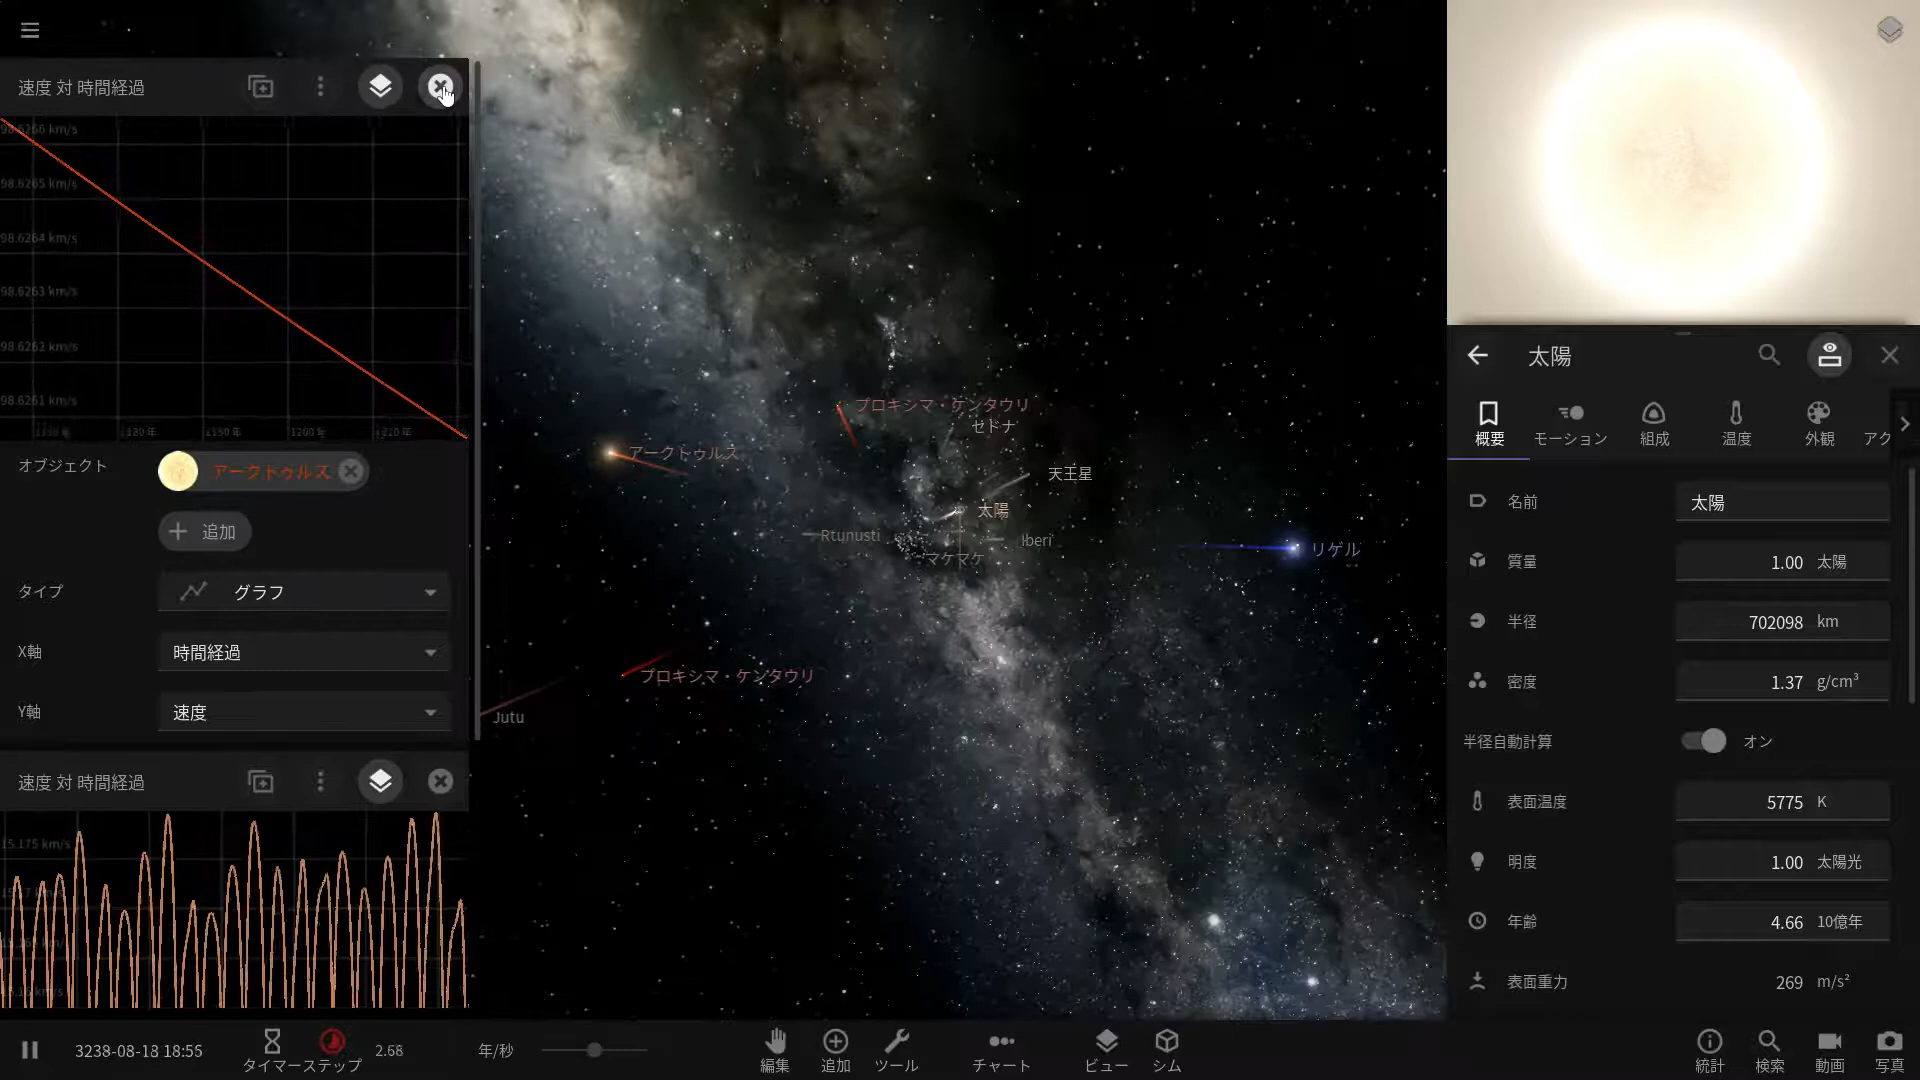 速度 対 時間経過
98.6265 km/s
98.6264 km/s
98.6263 km/s
98.6262 km/s
98.6261 km/s
オブジェクト
アークトゥルス
追加
タイプ
グラフ
X軸
時間経過
Y軸
速度
速度 対 時間経過
15.175 km/s
プロキシマ・ケンタウリ
セドナ
アークトゥルス
天王星
太陽
Rtunusti
Iberi
マケマケ
リゲル
プロキシマ・ケンタウリ
Jutu
太陽
概要
モーション
組成
温度
外観
アク
名前
太陽
質量
1.00 太陽
半径
702098 km
密度
1.37 g/cm³
半径自動計算
オン
表面温度
5775 K
明度
1.00 太陽光
年齢
4.66 10億年
表面重力
269 m/s²
3238-08-18 18:55
タイマーステップ
2.68
年/秒
編集
追加
ツール
チャート
ビュー
シム
統計
検索
動画
写真